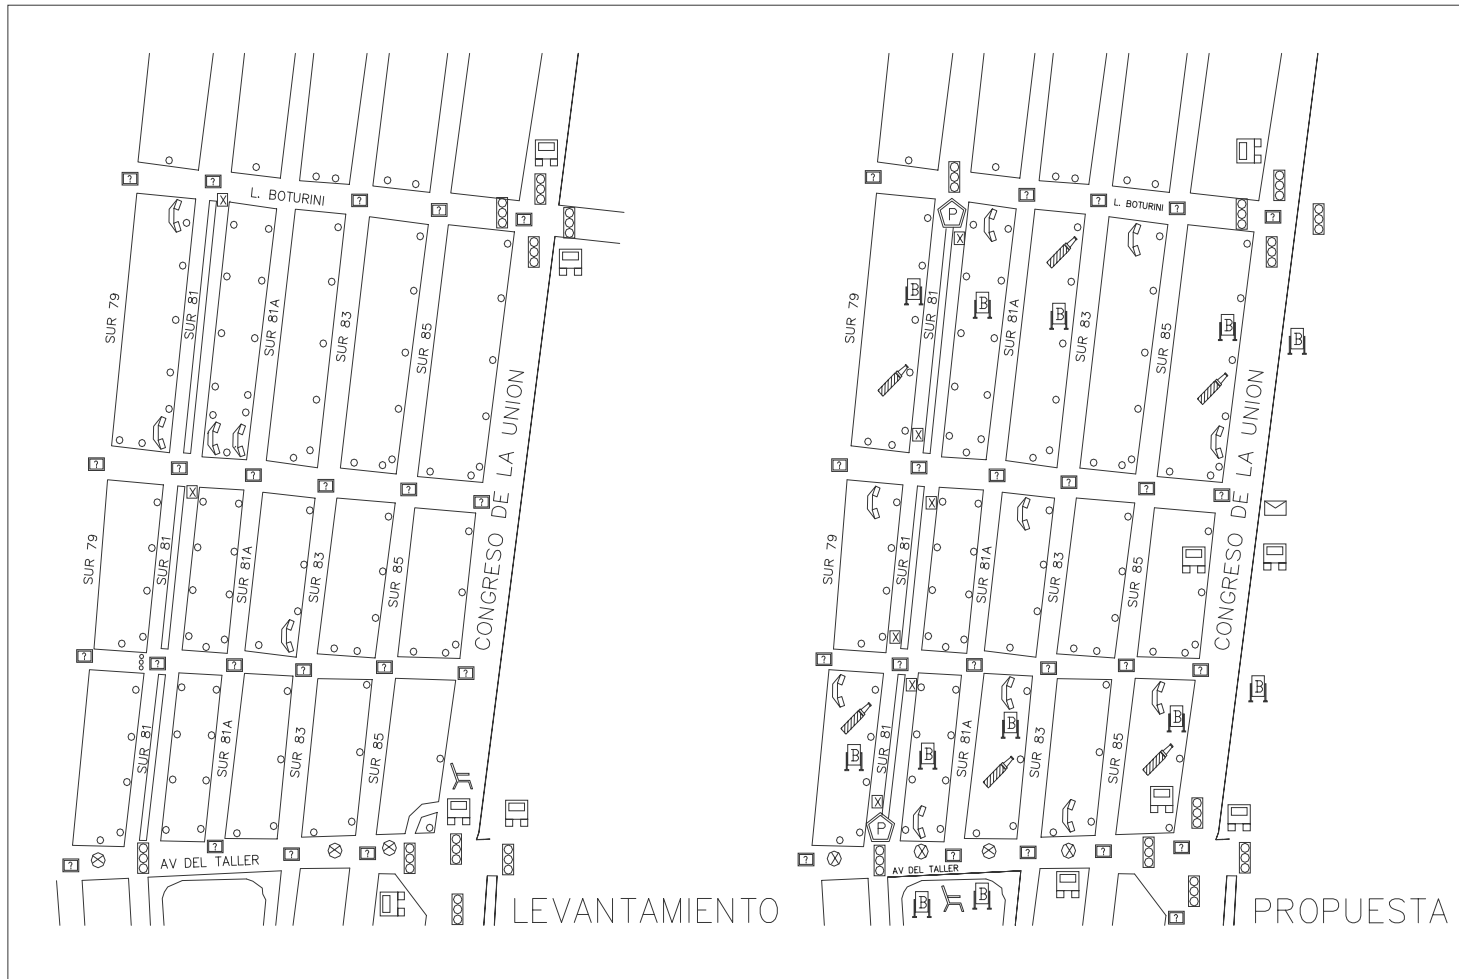 L. BOTURINI
SUR 79
SUR 81
SUR 81A
SUR 83
SUR 85
CONGRESO DE LA UNION
SUR 79
SUR 81
SUR 81A
SUR 83
SUR 85
SUR 81
SUR 81A
SUR 83
SUR 85
AV DEL TALLER
LEVANTAMIENTO
P
L. BOTURINI
SUR 79
SUR 81
SUR 81A
SUR 83
SUR 85
CONGRESO DE LA UNION
B
B
B
B
B
SUR 79
SUR 81
SUR 81A
SUR 83
SUR 85
SUR 81
SUR 81A
SUR 83
SUR 85
B
B
B
B
B
P
AV DEL TALLER
B
B
PROPUESTA